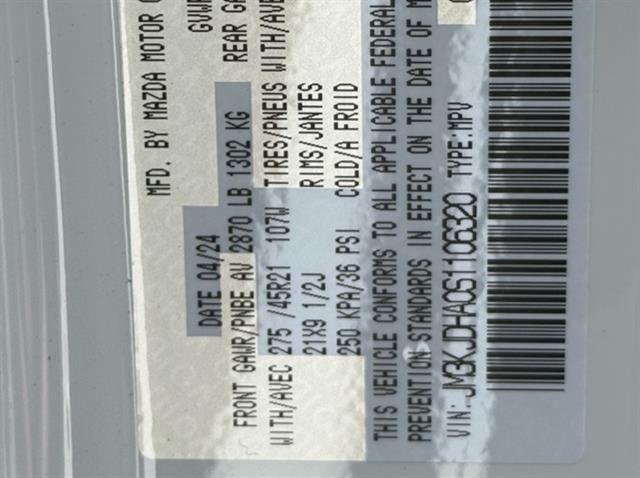 MFD. BY MAZDA MOTOR
GVWR
DATE 04/24
FRONT GAWR/PNBE AV 2870 LB 1302 KG REAR
WITH/AVEC 275 /45R21 107W TIRES/PNEUS WITH/AVEC
21X9 1/2J RIMS/JANTES
250 KPA/36 PSI COLD/A FROID
THIS VEHICLE CONFORMS TO ALL APPLICABLE FEDERAL
PREVENTION STANDARDS IN EFFECT ON THE DATE OF
VIN: JM3KJDHA0S1106320 TYPE: MPV